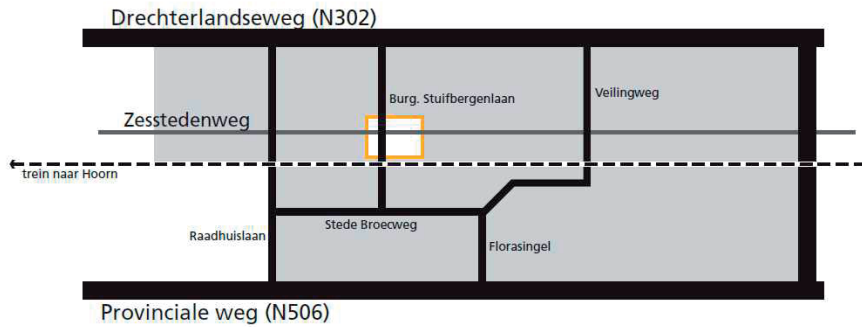 Drechterlandseweg (N302)
Veilingweg
Burg. Stuifbergenlaan
Zesstedenweg
trein naar Hoorn
Stede Broecweg
Raadhuislaan
Florasingel
Provinciale weg (N506)